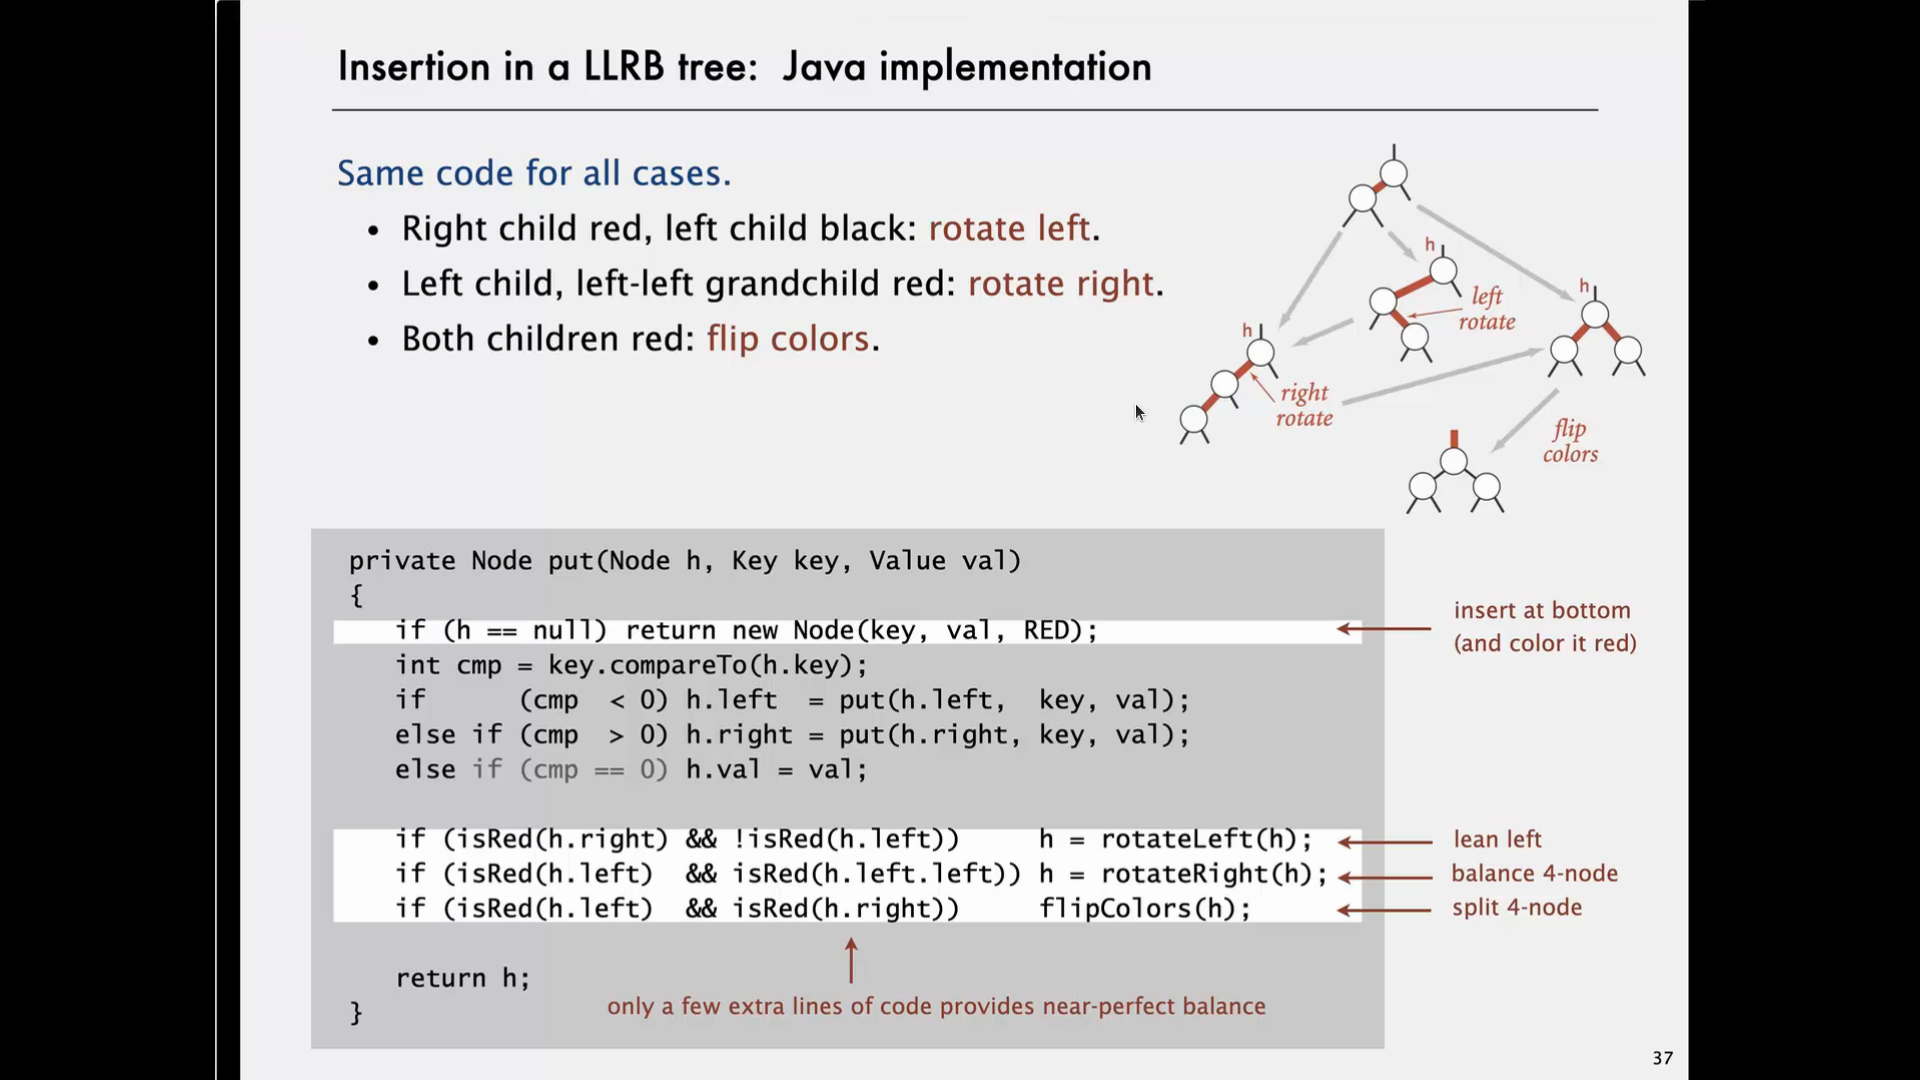 Insertion in a LLRB tree: Java implementation
Same code for all cases.
• Right child red, left child black: rotate left.
• Left child, left-left grandchild red: rotate right.
• Both children red: flip colors.
h
left
rotate
h
h
right
rotate
flip
colors
private Node put(Node h, Key key, Value val)
{
if (h == null) return new Node(key, val, RED);
insert at bottom
(and color it red)
int cmp = key.compareTo(h.key);
if (cmp < 0) h.left = put(h.left, key, val);
else if (cmp > 0) h.right = put(h.right, key, val);
else if (cmp == 0) h.val = val;
if (isRed(h.right) && !isRed(h.left)) h = rotateLeft(h);
lean left
if (isRed(h.left) && isRed(h.left.left)) h = rotateRight(h);
balance 4-node
if (isRed(h.left) && isRed(h.right)) flipColors(h);
split 4-node
return h;
only a few extra lines of code provides near-perfect balance
}
37